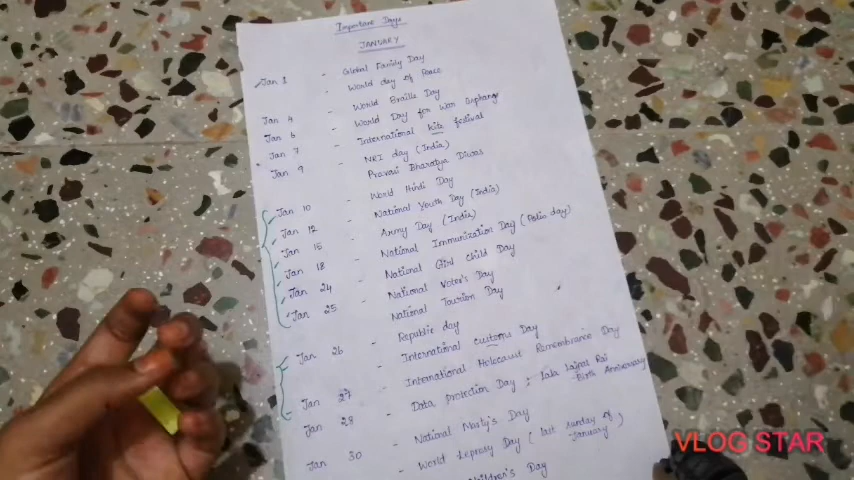 Important Days
JANUARY
Jan 1 - Global Family Day
- World day of Peace
Jan 4 - World Braille Day
Jan 6 - World Day for War Orphans
Jan 7 - International kite festival
Jan 9 - NRI day (India)
Pravasi Bharatiya Diwas
Jan 10 - World Hindi Day
Jan 12 - National Youth Day (India)
Jan 15 - Army Day (India)
Jan 18 - National Immunization Day (Polio day)
Jan 24 - National Girl Child Day
Jan 25 - National Voter's Day
National Tourism Day
Jan 26 - Republic day
- International customs Day
Jan 27 - International Holocaust Remembrance Day
Jan 28 - Data protection Day ; Lala Lajpat Rai
Birth Anniversary
Jan 30 - National Day
- World Leprosy Day (last sunday of
January)
Day
VLOG STAR